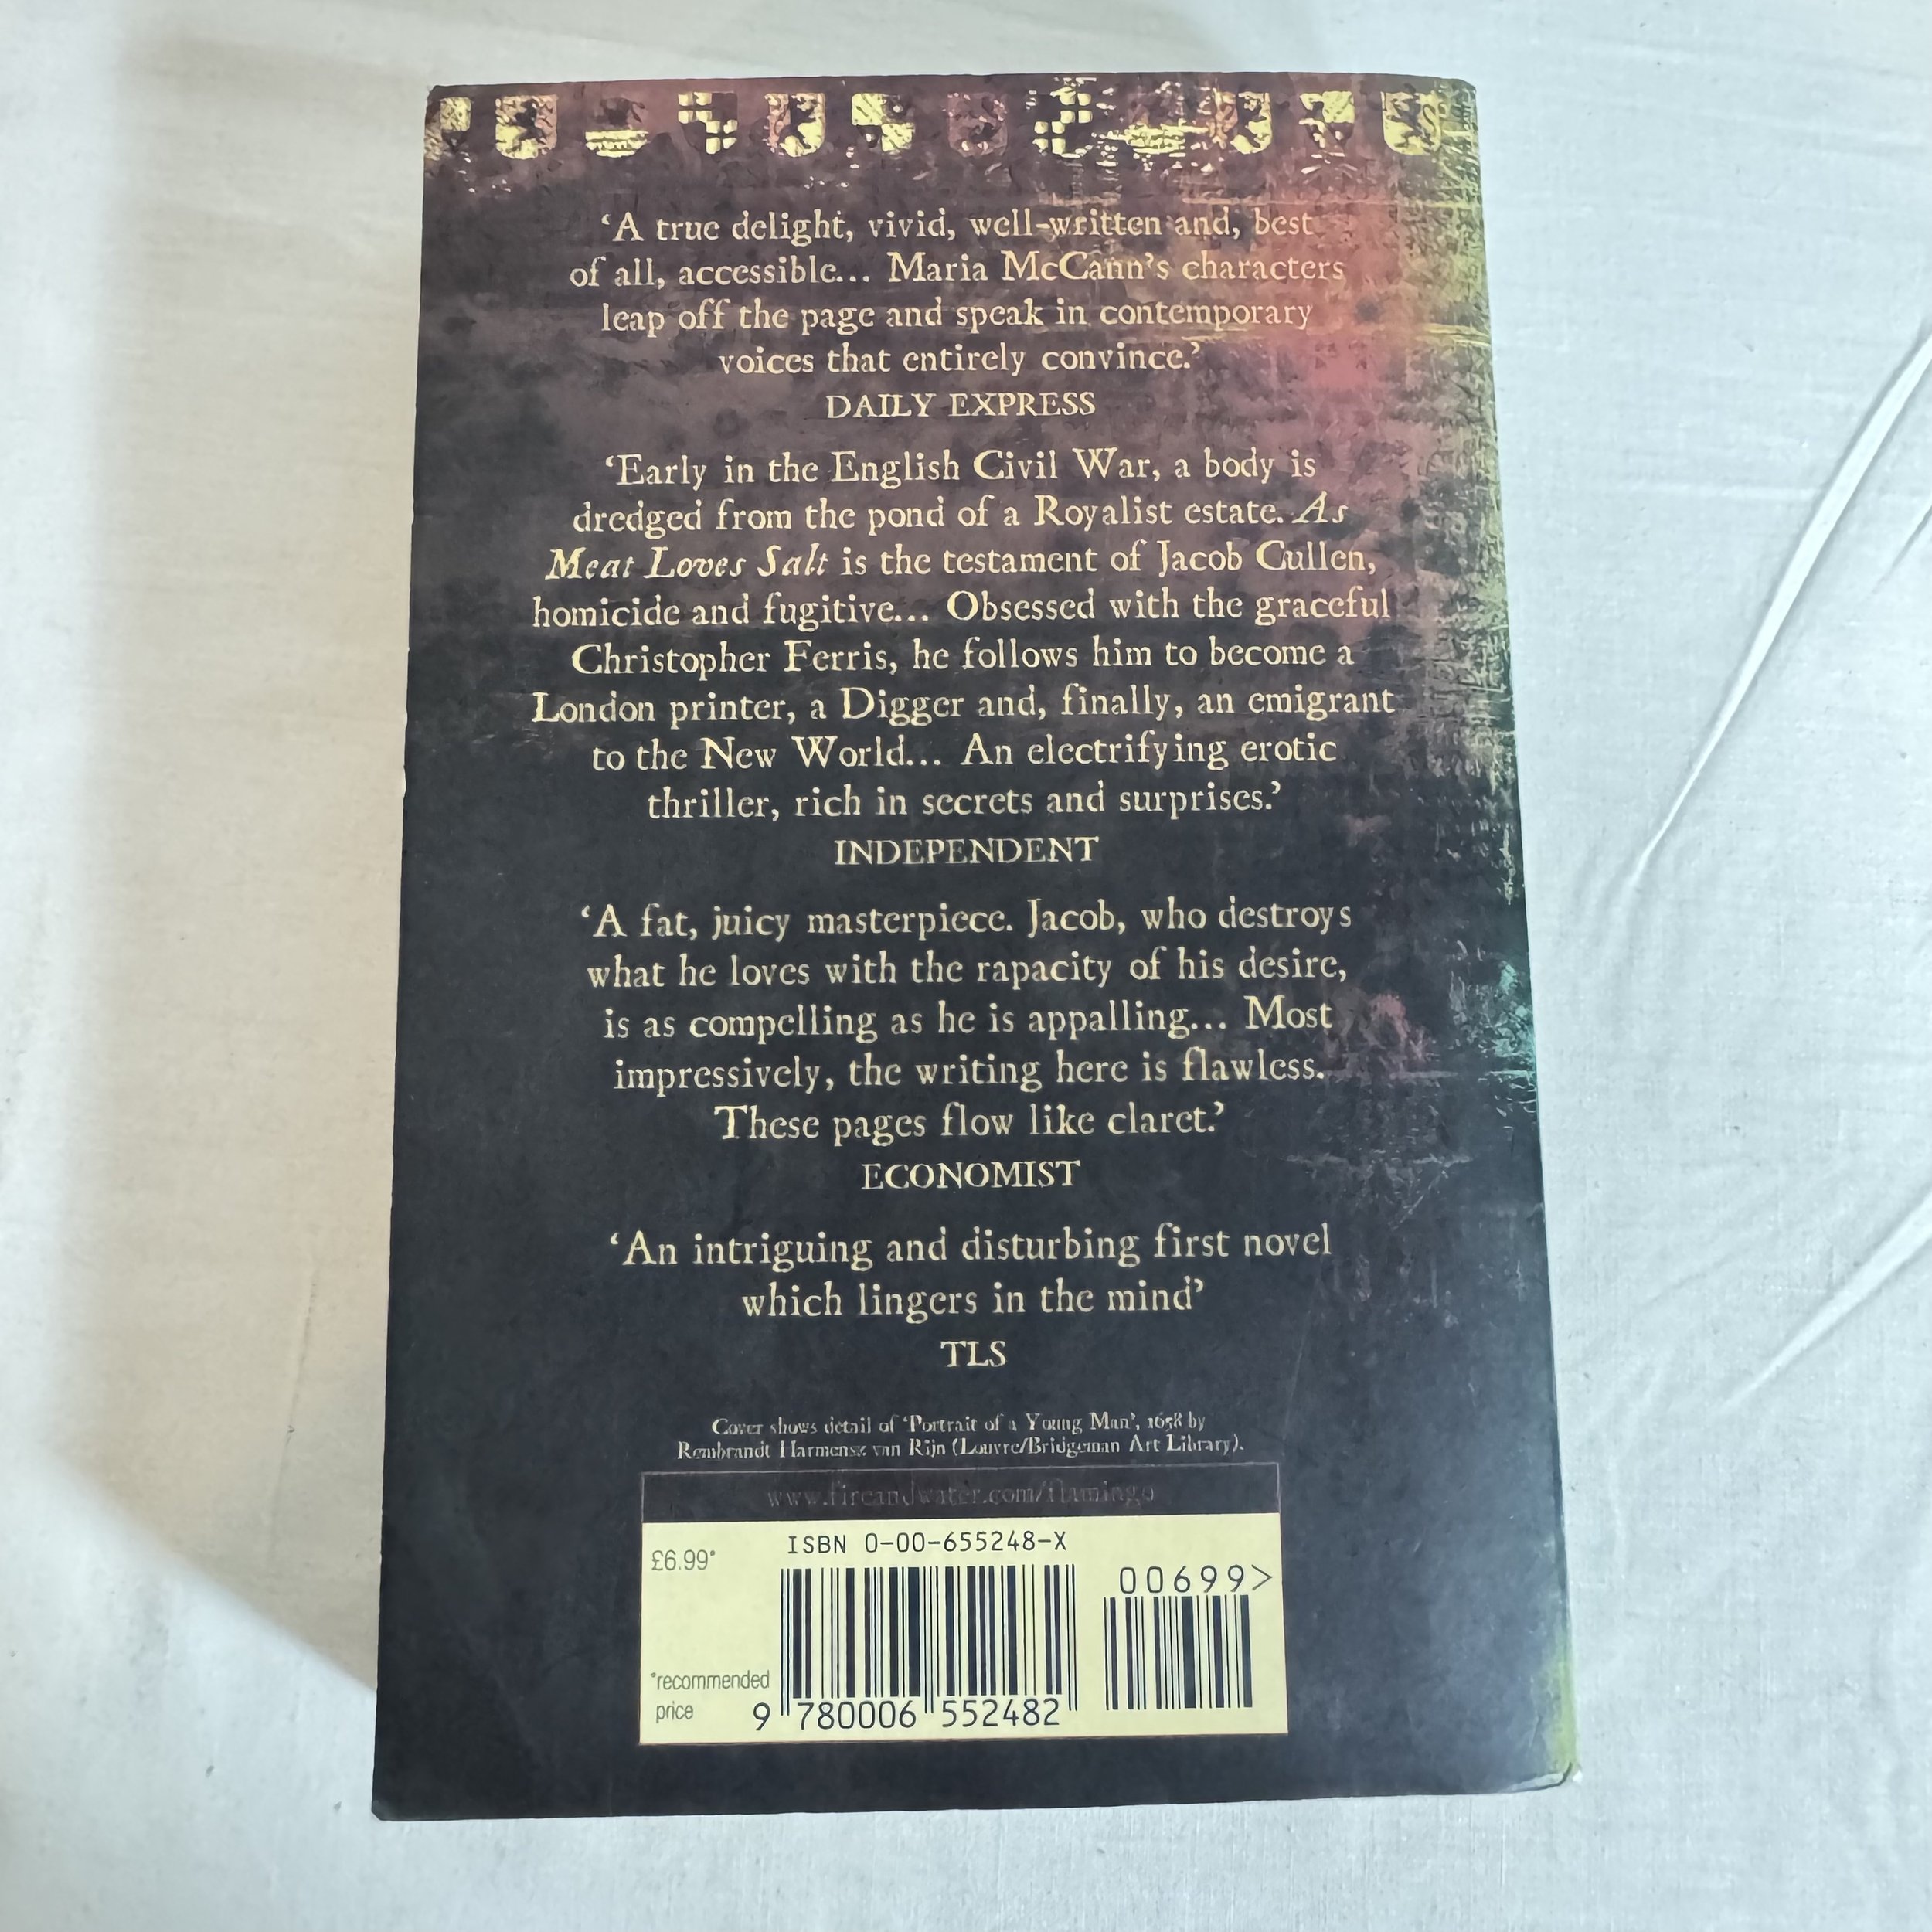 ‘A true delight, vivid, well-written and, best
of all, accessible... Maria McCann’s characters
leap off the page and speak in contemporary
voices that entirely convince.’
DAILY EXPRESS
‘Early in the English Civil War, a body is
dredged from the pond of a Royalist estate. As
Meat Loves Salt is the testament of Jacob Cullen,
homicide and fugitive... Obsessed with the graceful
Christopher Ferris, he follows him to become a
London printer, a Digger and, finally, an emigrant
to the New World... An electrifying erotic
thriller, rich in secrets and surprises.’
INDEPENDENT
‘A fat, juicy masterpiece. Jacob, who destroys
what he loves with the rapacity of his desire,
is as compelling as he is appalling... Most
impressively, the writing here is flawless.
These pages flow like claret.’
ECONOMIST
‘An intriguing and disturbing first novel
which lingers in the mind’
TLS
Cover shows detail of ‘Portrait of a Young Man’, 1658 by
Rembrandt Harmensz van Rijn (Louvre/Bridgeman Art Library).
www.fireandwater.com/flamingo
ISBN 0-00-655248-X
£6.99*
00699>
*recommended
price
9 780006 552482